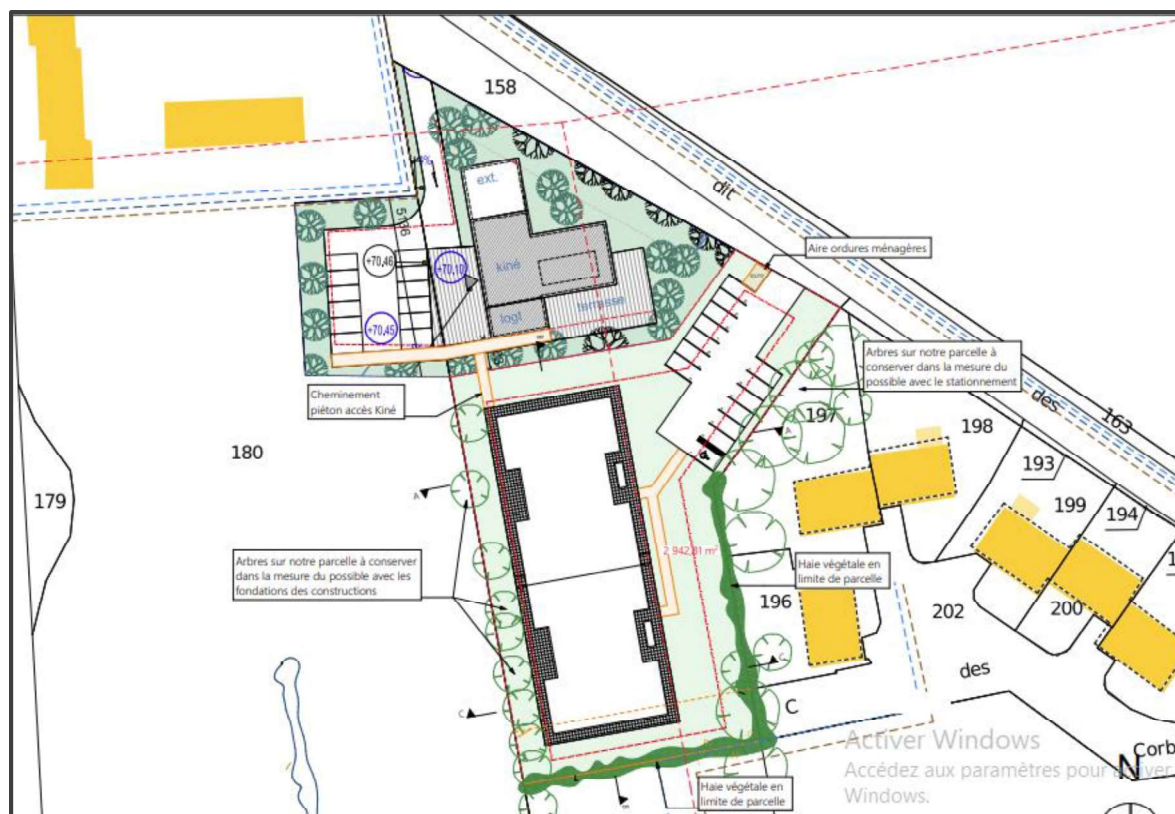 158
dit
ext.
5136
+70,46
+70,10
+70,45
kiné
logt
terrasse
Aire ordures ménagères
Arbres sur notre parcelle à
conserver dans la mesure du
possible avec le stationnement
des
163
Cheminement
piéton accès Kiné
197
198
193
199
194
A
A
180
179
2 942,81 m²
Arbres sur notre parcelle à conserver
dans la mesure du possible avec les
fondations des constructions
Haie végétale en
limite de parcelle
196
202
200
des
C
C
C
Corb
N
Activer Windows
Accédez aux paramètres pour activer
Windows.
Haie végétale en
limite de parcelle